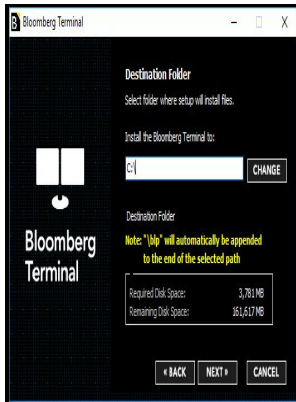 Bloomberg Terminal
Destination Folder
Select folder where setup will install files.
Install the Bloomberg Terminal to:
C:\
CHANGE
Destination Folder
Note: "\blp" will automatically be appended
to the end of the selected path
Required Disk Space: 3,781 MB
Remaining Disk Space: 161,617 MB
Bloomberg
Terminal
« BACK NEXT » CANCEL